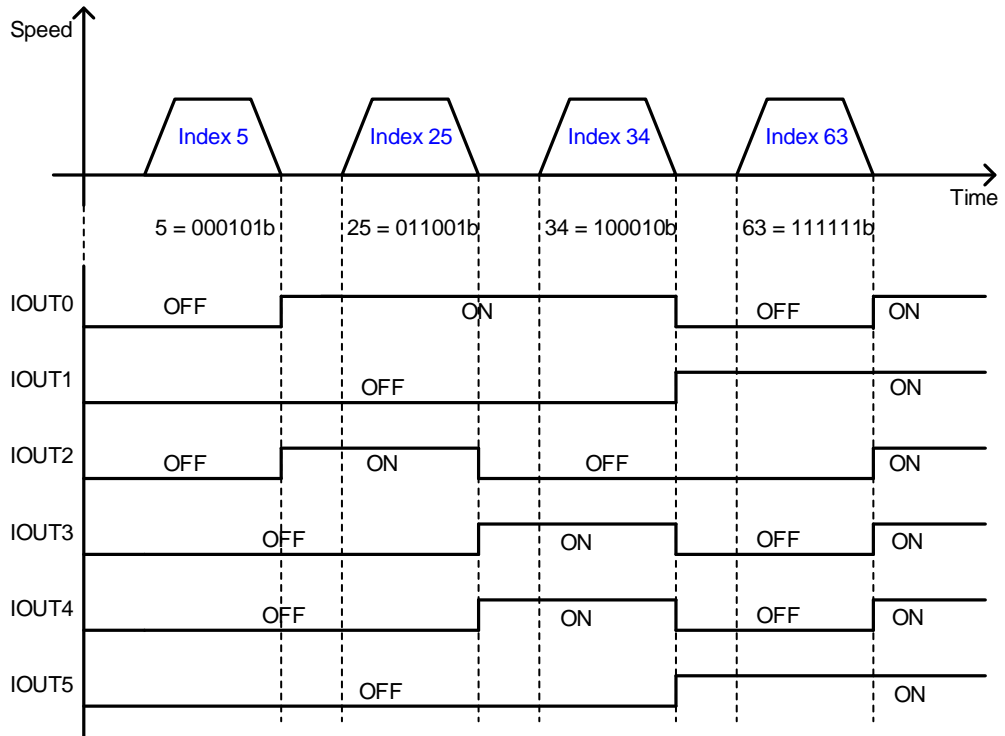 Speed
Index 5 Index 25 Index 34 Index 63
Time
5 = 000101b 25 = 011001b 34 = 100010b 63 = 111111b
IOUT0 OFF ON OFF ON
IOUT1 OFF ON
IOUT2 OFF ON OFF ON
IOUT3 OFF ON OFF ON
IOUT4 OFF ON OFF ON
IOUT5 OFF ON